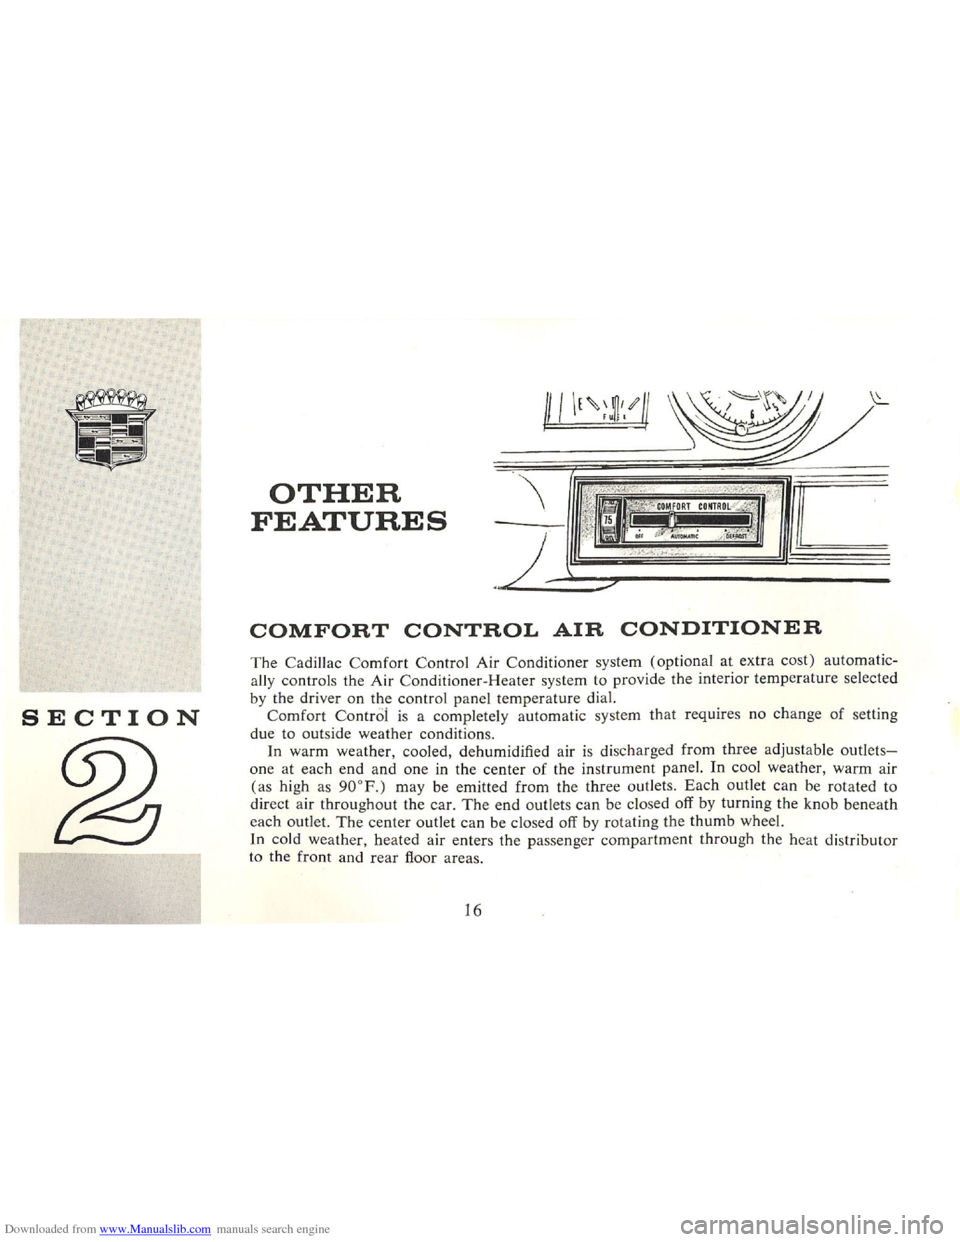 SECTION
2
OTHER
FEATURES
E
FUEL
7 6 5
COMFORT CONTROL
75
OFF AUTOMATIC DEFROST
COMFORT CONTROL AIR CONDITIONER
The Cadillac Comfort Control Air Conditioner system (optional at extra cost) automatic-
ally controls the Air Conditioner-Heater system to provide the interior temperature selected
by the driver on the control panel temperature dial.
Comfort Control is a completely automatic system that requires no change of setting
due to outside weather conditions.
In warm weather, cooled, dehumidified air is discharged from three adjustable outlets—
one at each end and one in the center of the instrument panel. In cool weather, warm air
(as high as 90°F.) may be emitted from the three outlets. Each outlet can be rotated to
direct air throughout the car. The end outlets can be closed off by turning the knob beneath
each outlet. The center outlet can be closed off by rotating the thumb wheel.
In cold weather, heated air enters the passenger compartment through the heat distributor
to the front and rear floor areas.
16
Downloaded from www.Manualslib.com manuals search engine
carmanualsonline.info